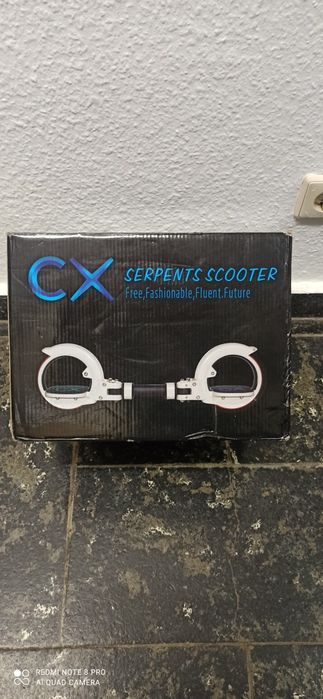 CX
SERPENTS SCOOTER
Free,Fashionable,Fluent.Future
REDMI NOTE 8 PRO
AI QUAD CAMERA